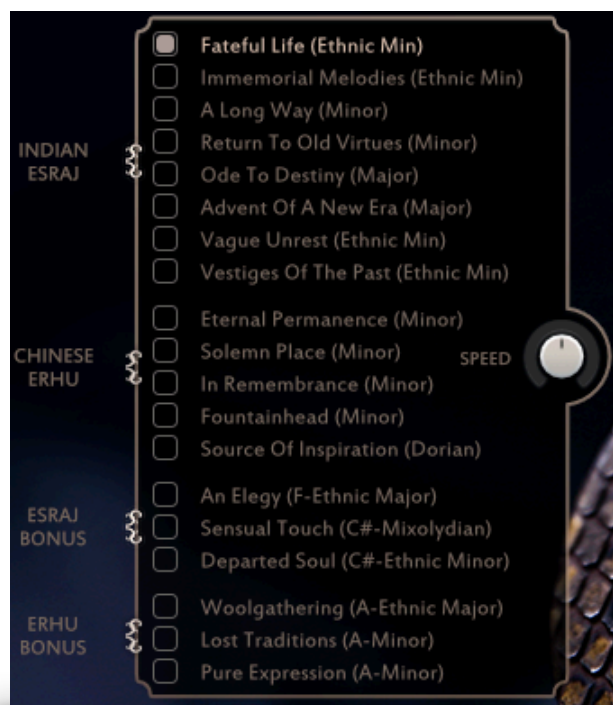 INDIAN
ESRAJ
Fateful Life (Ethnic Min)
Immemorial Melodies (Ethnic Min)
A Long Way (Minor)
Return To Old Virtues (Minor)
Ode To Destiny (Major)
Advent Of A New Era (Major)
Vague Unrest (Ethnic Min)
Vestiges Of The Past (Ethnic Min)
CHINESE
ERHU
Eternal Permanence (Minor)
Solemn Place (Minor)
In Remembrance (Minor)
Fountainhead (Minor)
Source Of Inspiration (Dorian)
SPEED
ESRAJ
BONUS
An Elegy (F-Ethnic Major)
Sensual Touch (C#-Mixolydian)
Departed Soul (C#-Ethnic Minor)
ERHU
BONUS
Woolgathering (A-Ethnic Major)
Lost Traditions (A-Minor)
Pure Expression (A-Minor)